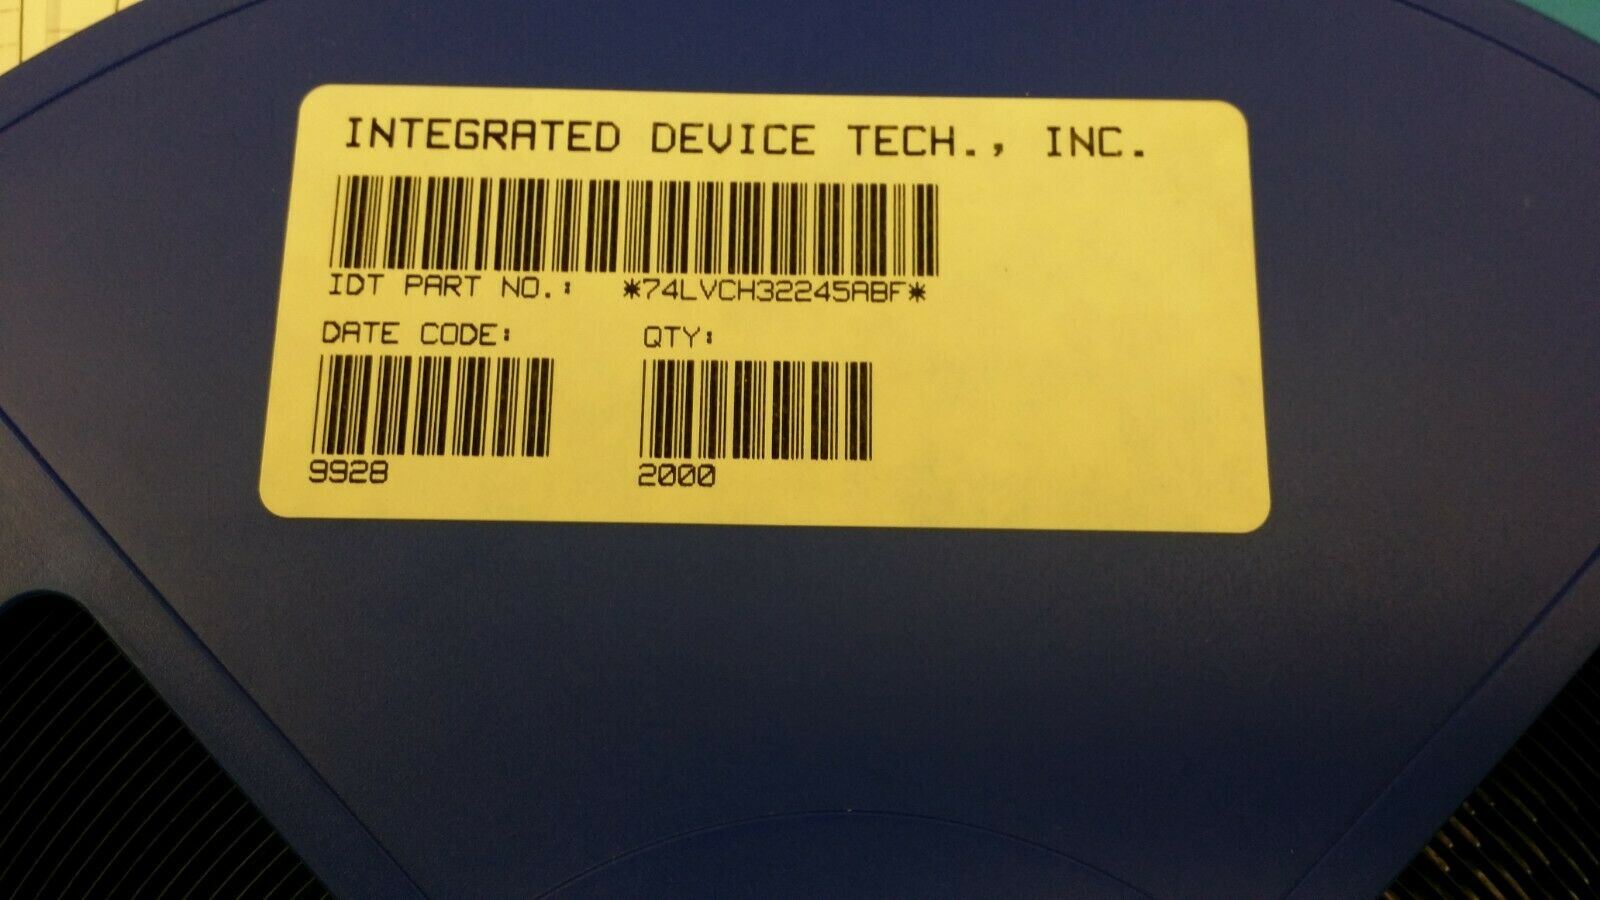 INTEGRATED DEVICE TECH., INC.
IDT PART NO.: *74LVCH32245ABF*
DATE CODE: QTY:
9928 2000